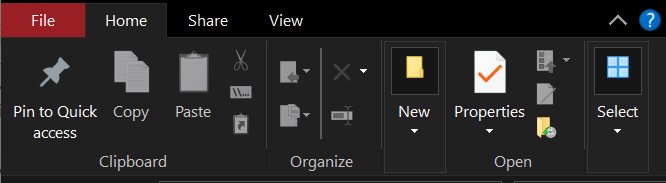 File Home Share View
Pin to Quick access
Copy
Paste
New
Properties
Select
Clipboard Organize Open